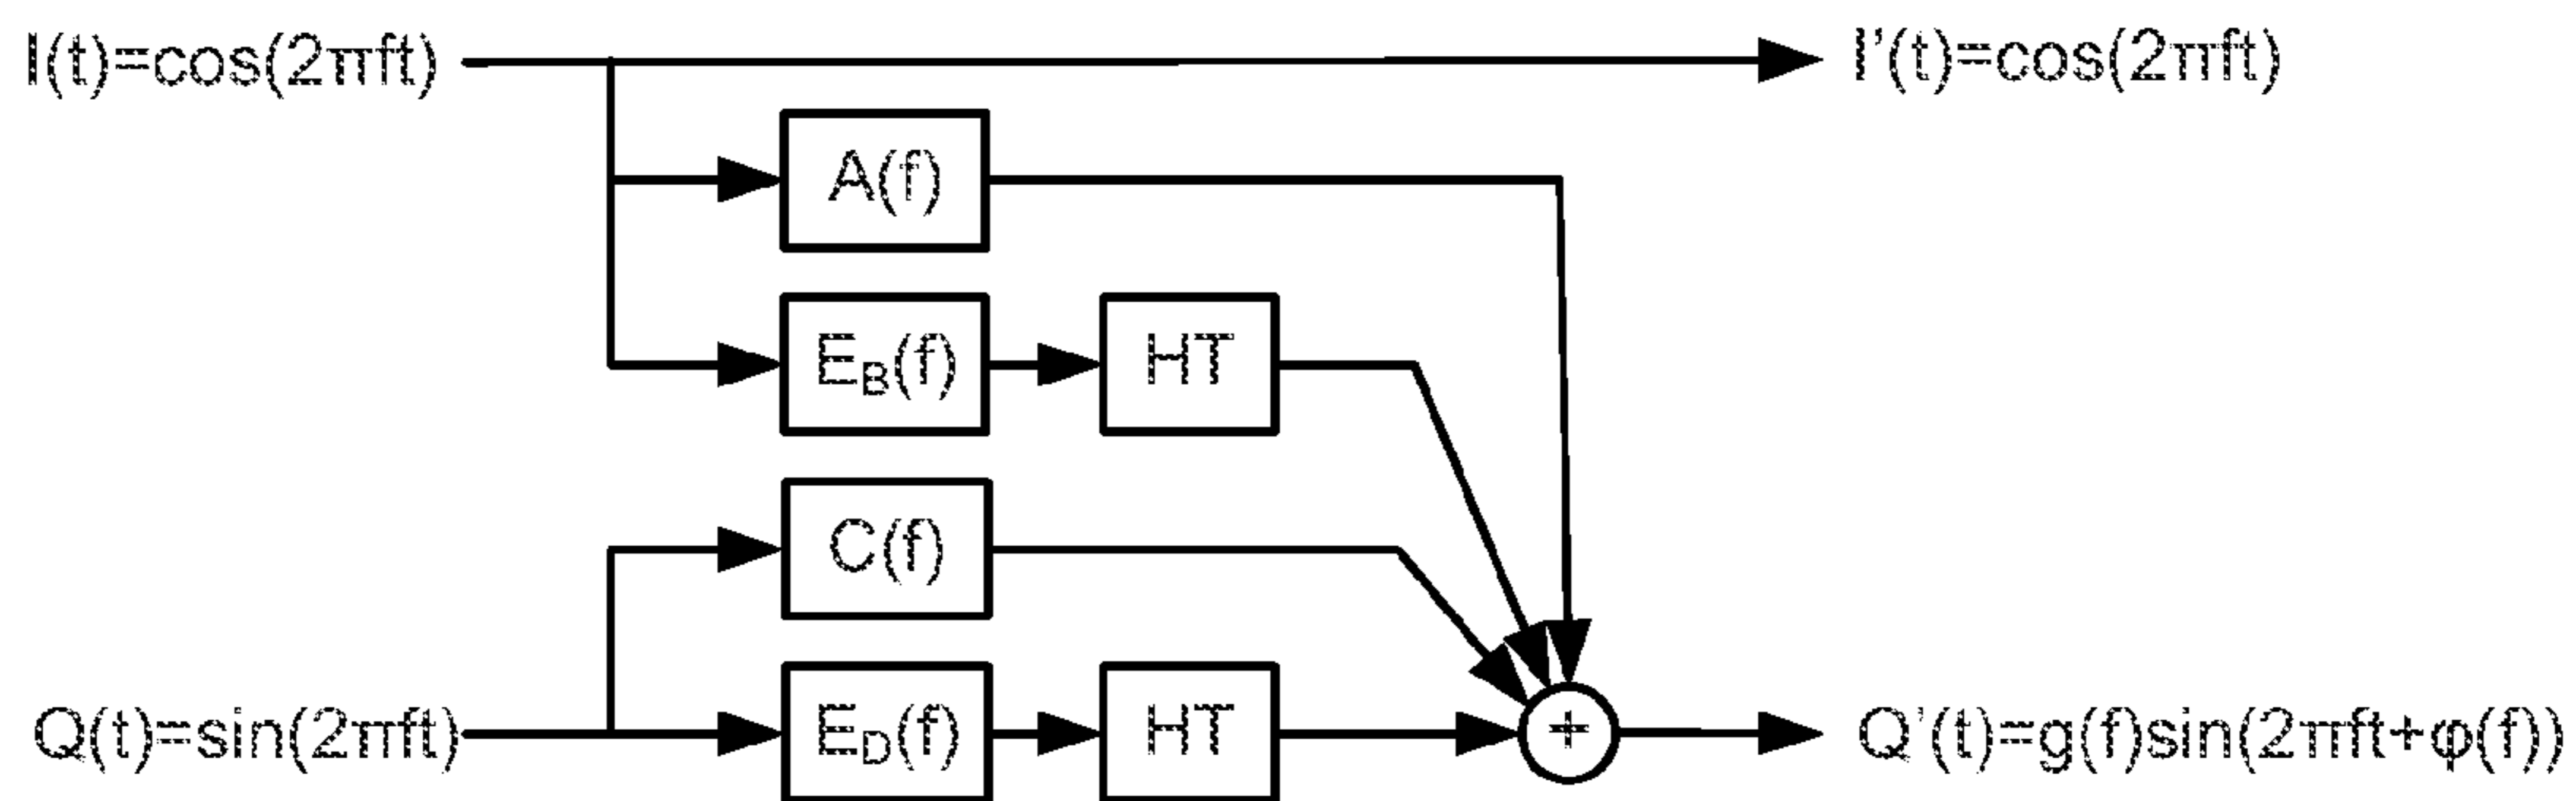 I(t)=cos(2πft)
I'(t)=cos(2πft)
A(f)
E_B(f)
HT
C(f)
Q(t)=sin(2πft)
E_D(f)
HT
+
Q'(t)=g(f)sin(2πft+φ(f))